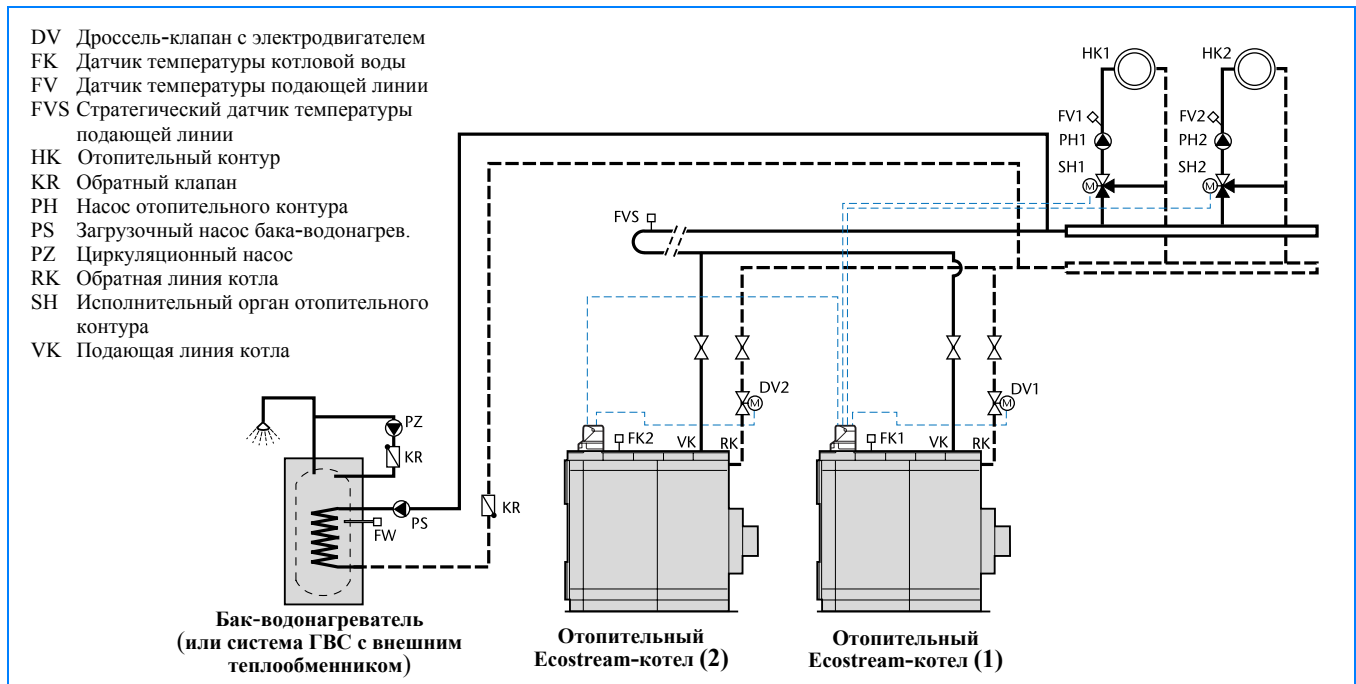 DV Дроссель-клапан с электродвигателем
FK Датчик температуры котловой воды
FV Датчик температуры подающей линии
FVS Стратегический датчик температуры
подающей линии
HK Отопительный контур
KR Обратный клапан
PH Насос отопительного контура
PS Загрузочный насос бака-водонагрев.
PZ Циркуляционный насос
RK Обратная линия котла
SH Исполнительный орган отопительного
контура
VK Подающая линия котла
HK1
HK2
FV1
FV2
PH1
PH2
SH1
SH2
M
M
FVS
DV2
M
DV1
M
PZ
KR
FK2
VK
RK
FK1
VK
RK
KR
PS
FW
Бак-водонагреватель
(или система ГВС с внешним
теплообменником)
Отопительный
Ecostream-котел (2)
Отопительный
Ecostream-котел (1)